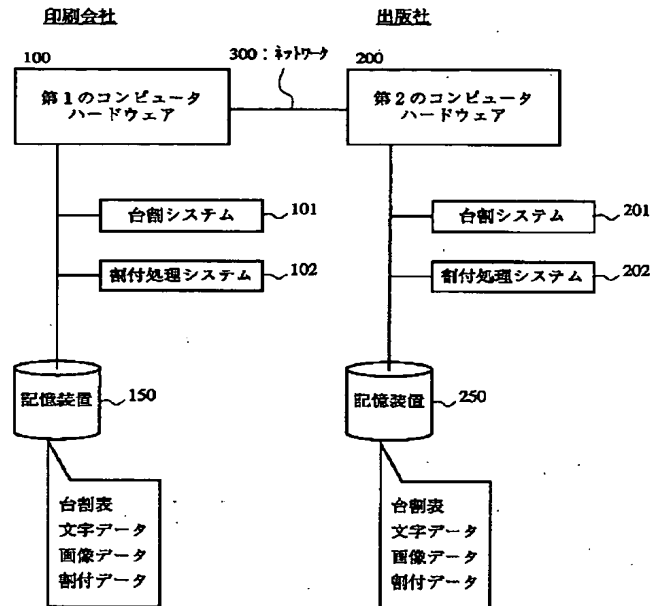 印刷会社
出版社
100
300:ネットワーク
200
第1のコンピュータ
ハードウェア
第2のコンピュータ
ハードウェア
台割システム
101
台割システム
201
割付処理システム
102
割付処理システム
202
記憶装置
150
記憶装置
250
台割表
文字データ
画像データ
割付データ
台割表
文字データ
画像データ
割付データ